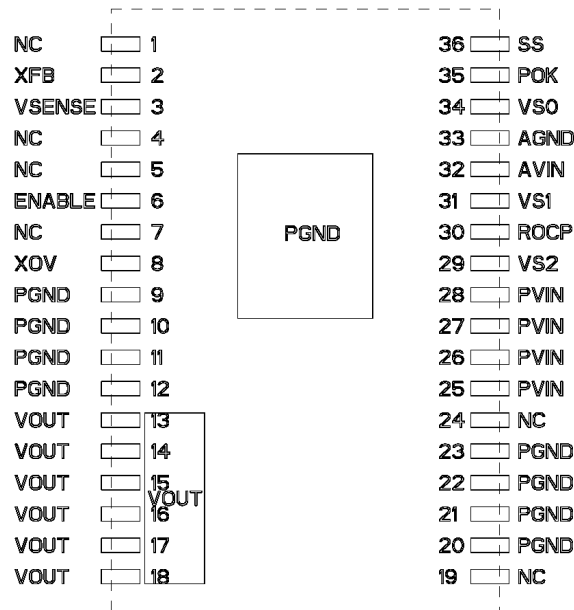 NC 1 36 SS
XFB 2 35 POK
VSENSE 3 34 VS0
NC 4 33 AGND
NC 5 32 AVIN
ENABLE 6 31 VS1
NC 7 PGND 30 ROCP
XOV 8 29 VS2
PGND 9 28 PVIN
PGND 10 27 PVIN
PGND 11 26 PVIN
PGND 12 25 PVIN
VOUT 13 24 NC
VOUT 14 23 PGND
VOUT 15 22 PGND
VOUT
VOUT 16 21 PGND
VOUT 17 20 PGND
VOUT 18 19 NC